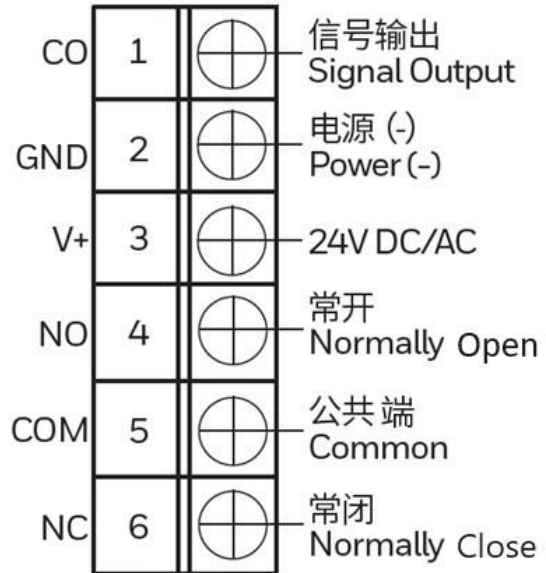 CO 1 信号输出
Signal Output
GND 2 电源 (-)
Power (-)
V+ 3 24V DC/AC
NO 4 常开
Normally Open
COM 5 公共端
Common
NC 6 常闭
Normally Close